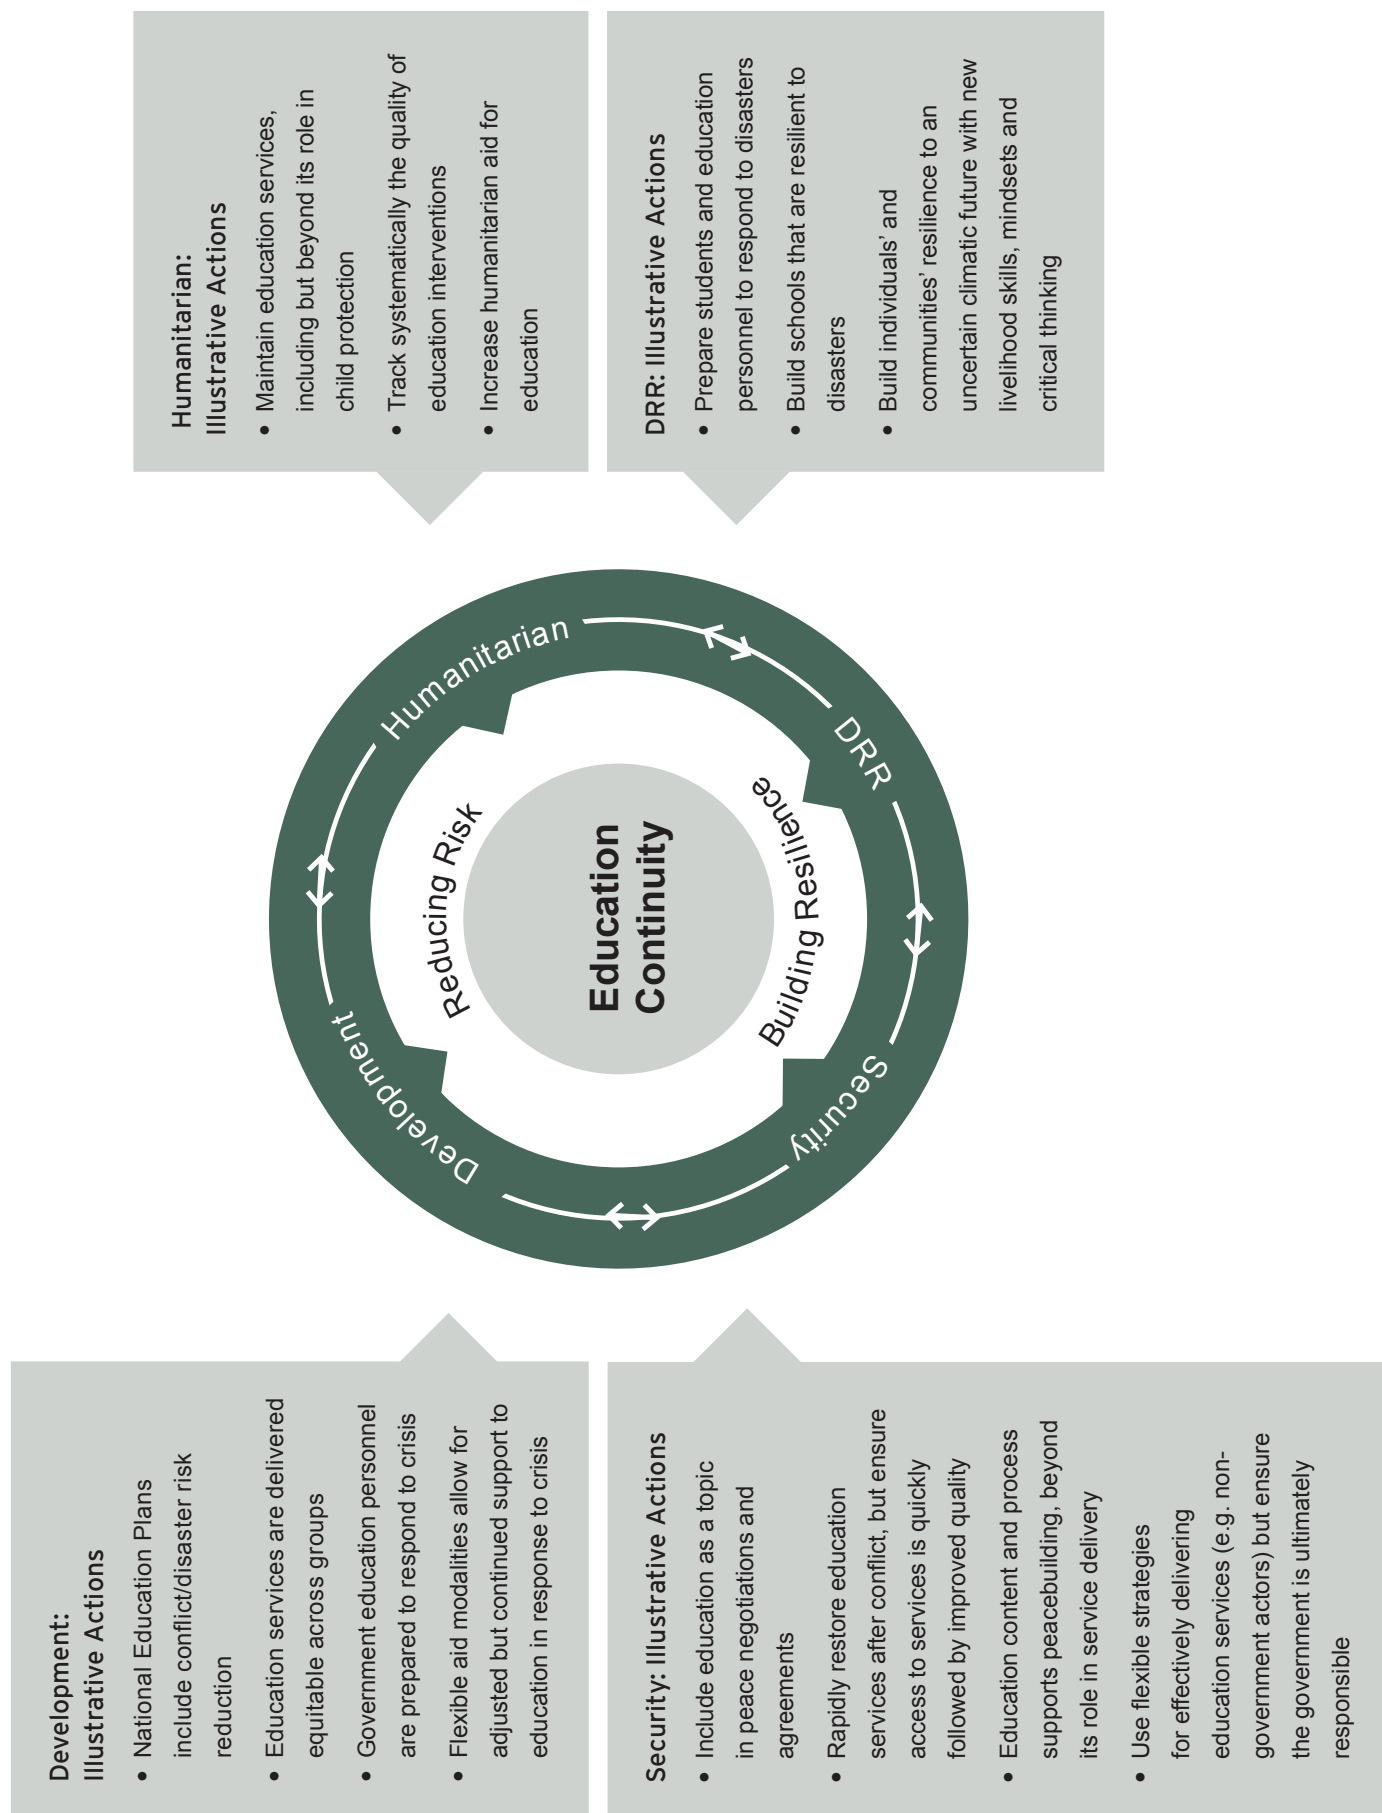 Development:
Illustrative Actions
• National Education Plans
include conflict/disaster risk
reduction
• Education services are delivered
equitable across groups
• Government education personnel
are prepared to respond to crisis
• Flexible aid modalities allow for
adjusted but continued support to
education in response to crisis
Humanitarian:
Illustrative Actions
• Maintain education services,
including but beyond its role in
child protection
• Track systematically the quality of
education interventions
• Increase humanitarian aid for
education
Development
Humanitarian
DRR
Security
Reducing Risk
Education
Continuity
Building Resilience
Security: Illustrative Actions
• Include education as a topic
in peace negotiations and
agreements
• Rapidly restore education
services after conflict, but ensure
access to services is quickly
followed by improved quality
• Education content and process
supports peacebuilding, beyond
its role in service delivery
• Use flexible strategies
for effectively delivering
education services (e.g. non-
government actors) but ensure
the government is ultimately
responsible
DRR: Illustrative Actions
• Prepare students and education
personnel to respond to disasters
• Build schools that are resilient to
disasters
• Build individuals’ and
communities’ resilience to an
uncertain climatic future with new
livelihood skills, mindsets and
critical thinking